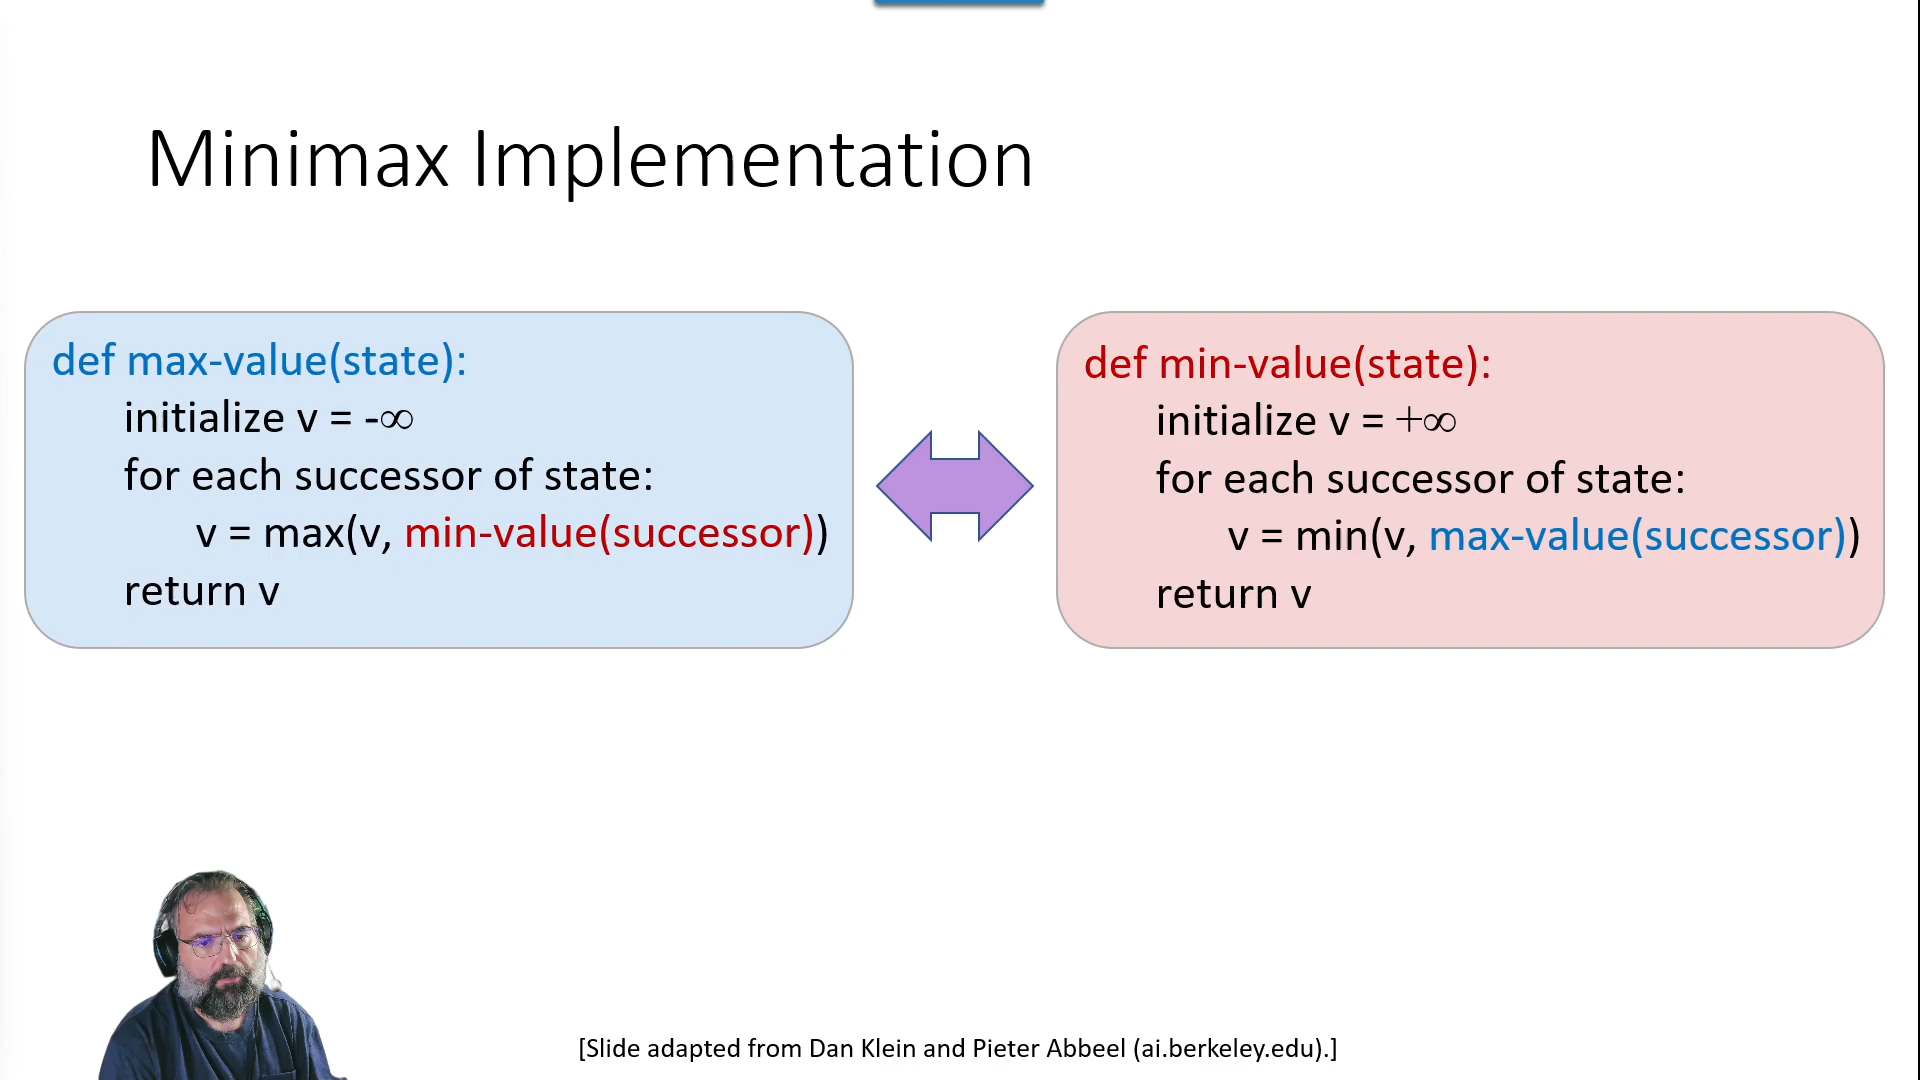 Minimax Implementation
def max-value(state):
initialize v = -∞
for each successor of state:
v = max(v, min-value(successor))
return v
def min-value(state):
initialize v = +∞
for each successor of state:
v = min(v, max-value(successor))
return v
[Slide adapted from Dan Klein and Pieter Abbeel (ai.berkeley.edu).]